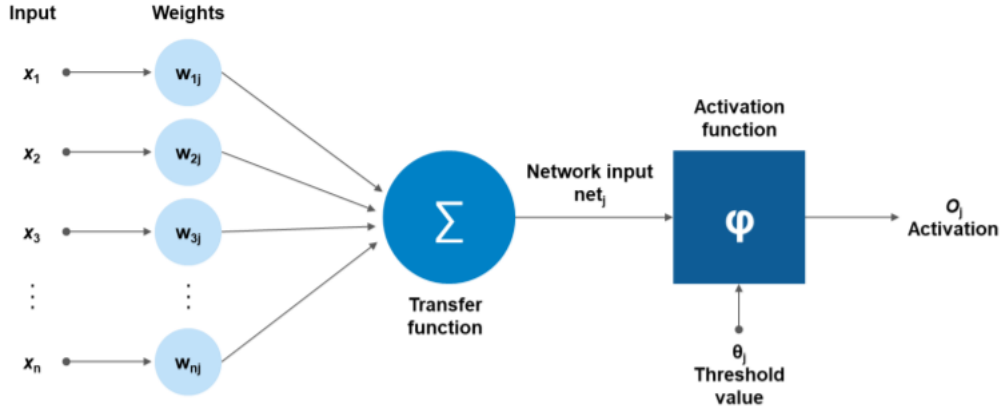 Input
Weights
x₁
w₁ⱼ
x₂
w₂ⱼ
x₃
w₃ⱼ
⋮
⋮
xₙ
wₙⱼ
Σ
Transfer
function
Network input
netⱼ
Activation
function
φ
θⱼ
Threshold
value
Oⱼ
Activation